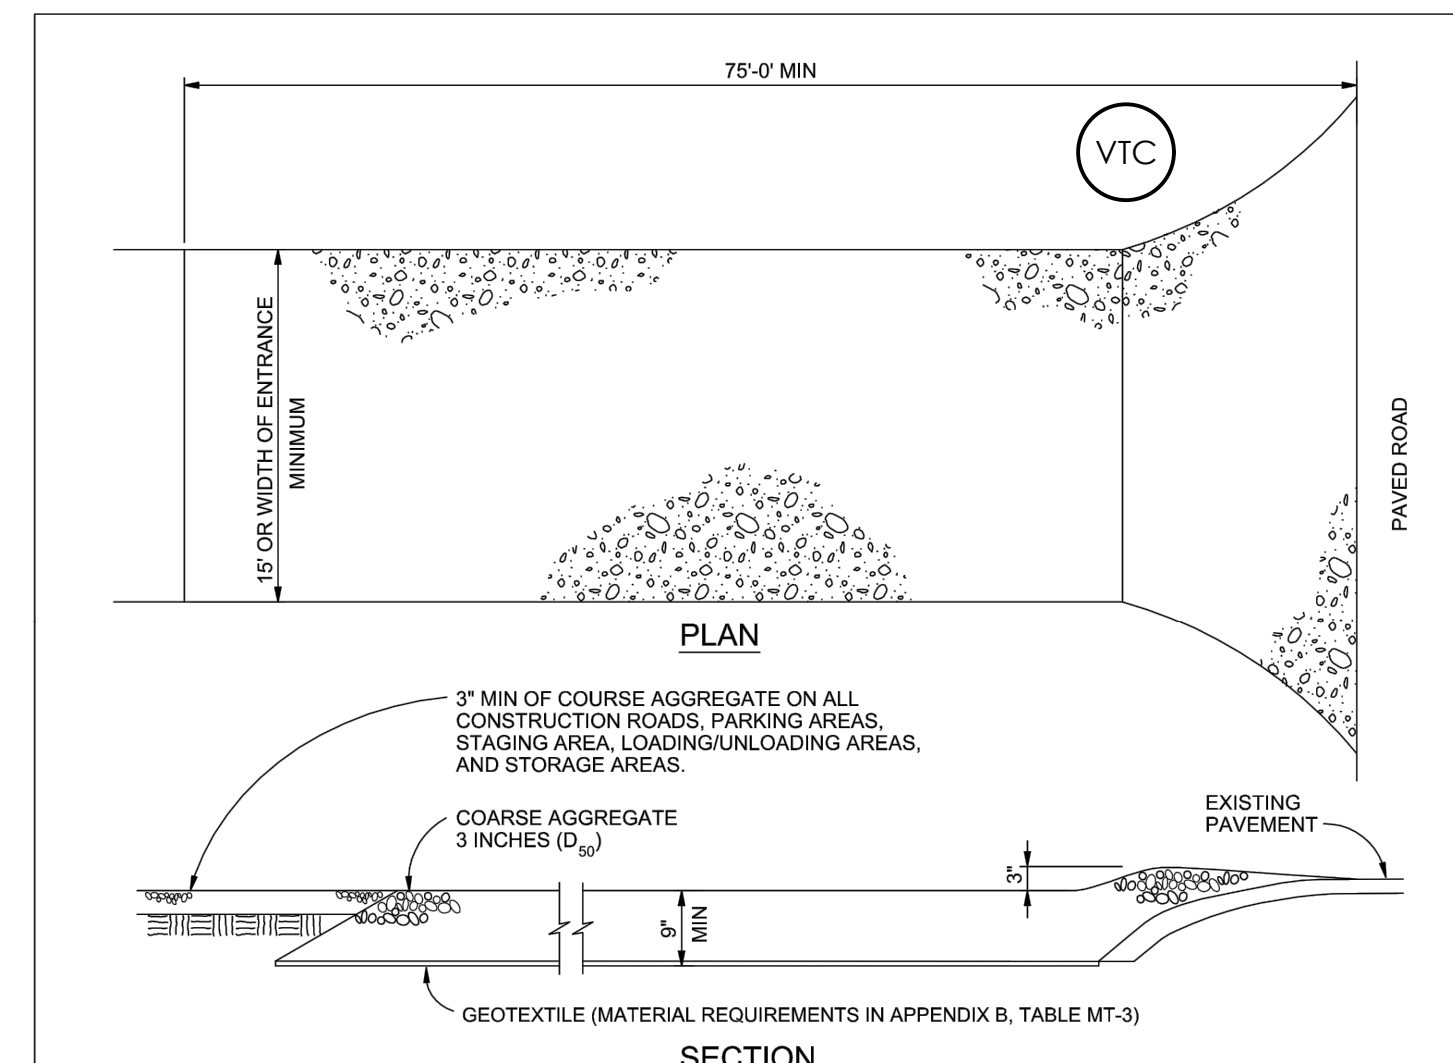 75'-0' MIN
VTC
15' OR WIDTH OF ENTRANCE
MINIMUM
PAVED ROAD
PLAN
3" MIN OF COURSE AGGREGATE ON ALL
CONSTRUCTION ROADS, PARKING AREAS,
STAGING AREA, LOADING/UNLOADING AREAS,
AND STORAGE AREAS.
COARSE AGGREGATE
3 INCHES (D50)
EXISTING
PAVEMENT
3"
9"
MIN
GEOTEXTILE (MATERIAL REQUIREMENTS IN APPENDIX B, TABLE MT-3)
SECTION